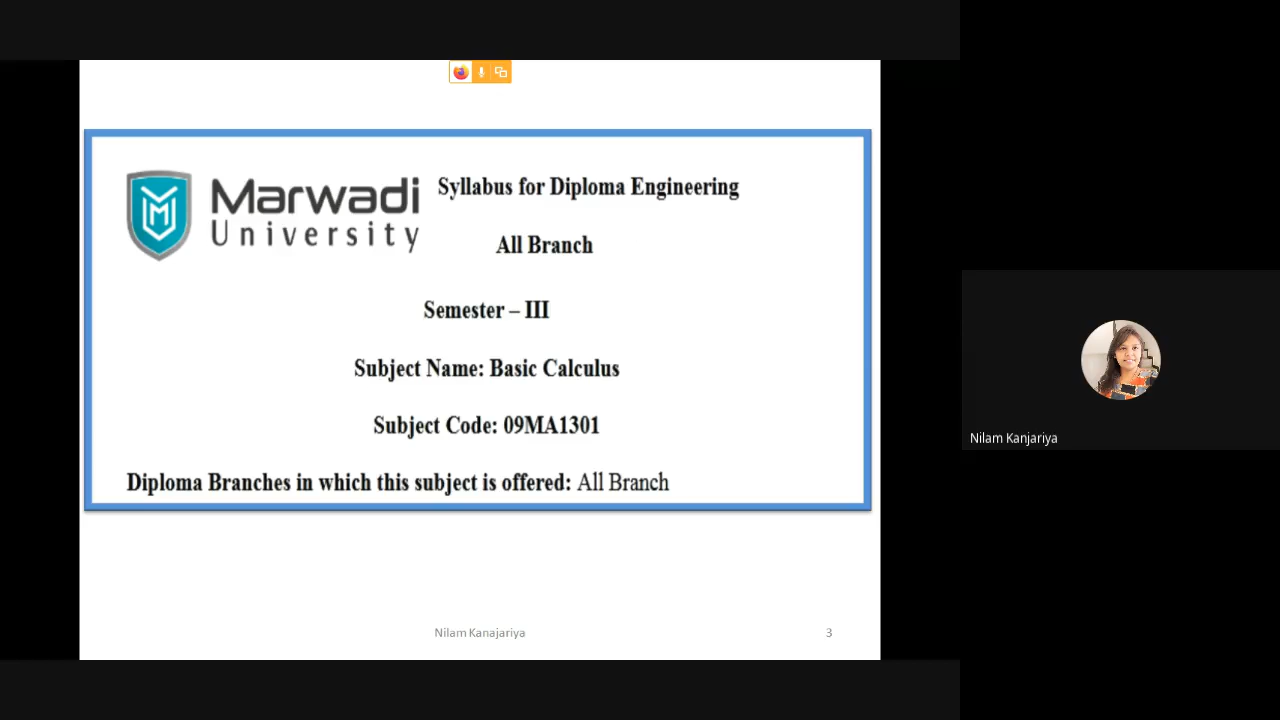 Marwadi
University
Syllabus for Diploma Engineering
All Branch
Semester – III
Subject Name: Basic Calculus
Subject Code: 09MA1301
Diploma Branches in which this subject is offered: All Branch
Nilam Kanajariya
3
Nilam Kanjariya